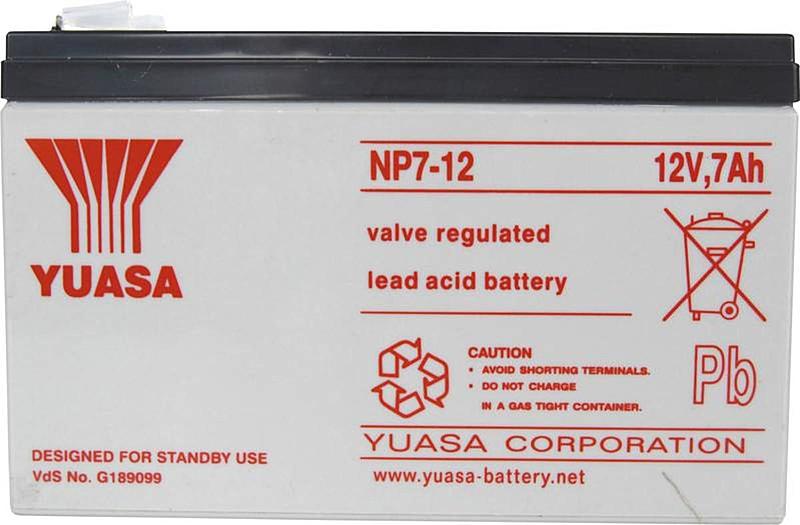 YUASA
NP7-12 12V,7Ah
valve regulated
lead acid battery
CAUTION
• AVOID SHORTING TERMINALS.
• DO NOT CHARGE
IN A GAS TIGHT CONTAINER.
Pb
YUASA CORPORATION
www.yuasa-battery.net
DESIGNED FOR STANDBY USE
VdS No. G189099